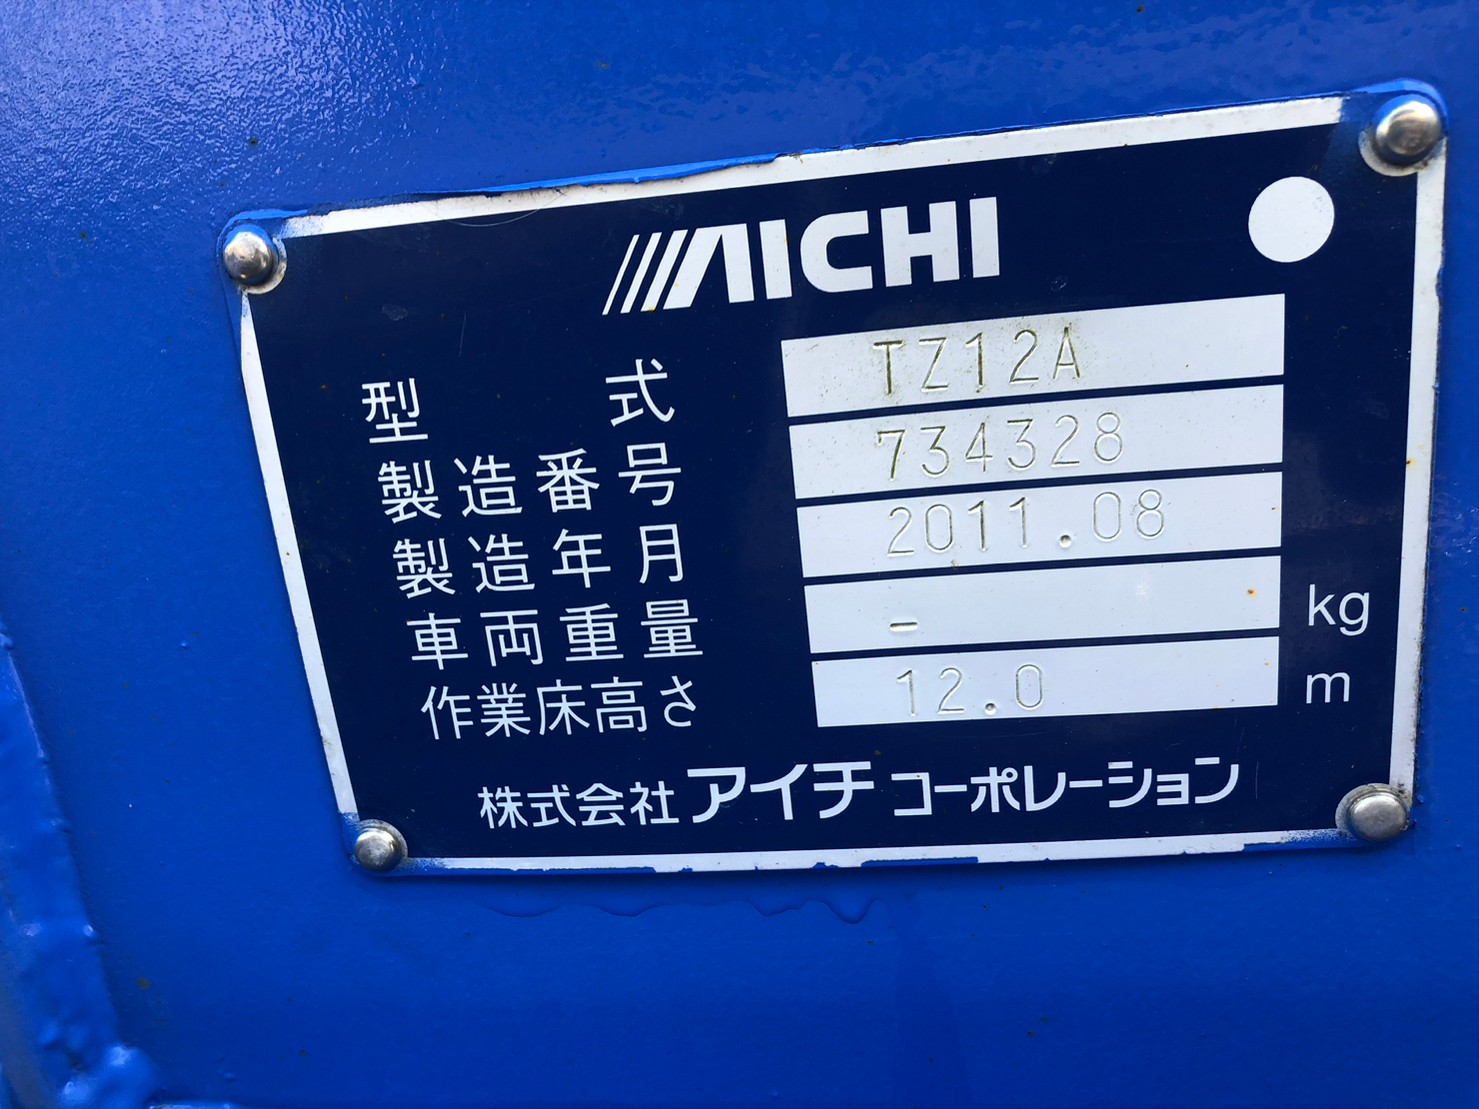 AICHI
型式 TZ12A
製造番号 734328
製造年月 2011.08
車両重量 - kg
作業床高さ 12.0 m
株式会社アイチコーポレーション